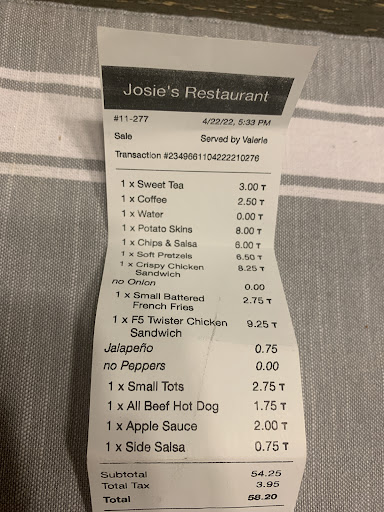 Josie's Restaurant
#11-277 4/22/22, 5:33 PM
Sale Served by Valerie
Transaction #2349661104222210276
1 x Sweet Tea 3.00 T
1 x Coffee 2.50 T
1 x Water 0.00 T
1 x Potato Skins 8.00 T
1 x Chips & Salsa 6.00 T
1 x Soft Pretzels 6.50 T
1 x Crispy Chicken 8.25 T
Sandwich
no Onion 0.00
1 x Small Battered 2.75 T
French Fries
1 x F5 Twister Chicken 9.25 T
Sandwich
Jalapeño 0.75
no Peppers 0.00
1 x Small Tots 2.75 T
1 x All Beef Hot Dog 1.75 T
1 x Apple Sauce 2.00 T
1 x Side Salsa 0.75 T
Subtotal 54.25
Total Tax 3.95
Total 58.20